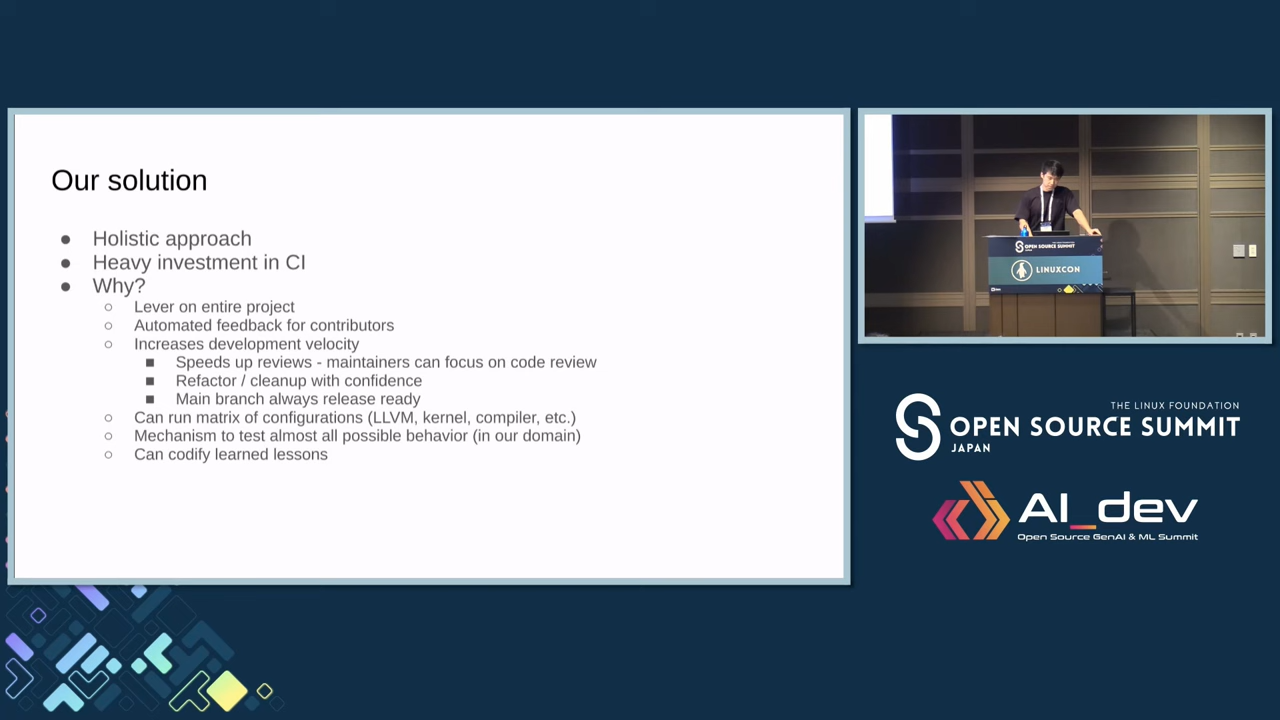 Our solution
● Holistic approach
● Heavy investment in CI
● Why?
○ Lever on entire project
○ Automated feedback for contributors
○ Increases development velocity
■ Speeds up reviews - maintainers can focus on code review
■ Refactor / cleanup with confidence
■ Main branch always release ready
○ Can run matrix of configurations (LLVM, kernel, compiler, etc.)
○ Mechanism to test almost all possible behavior (in our domain)
○ Can codify learned lessons
OPEN SOURCE SUMMIT
LINUXCON
THE LINUX FOUNDATION
OPEN SOURCE SUMMIT
JAPAN
AI_dev
Open Source GenAI & ML Summit